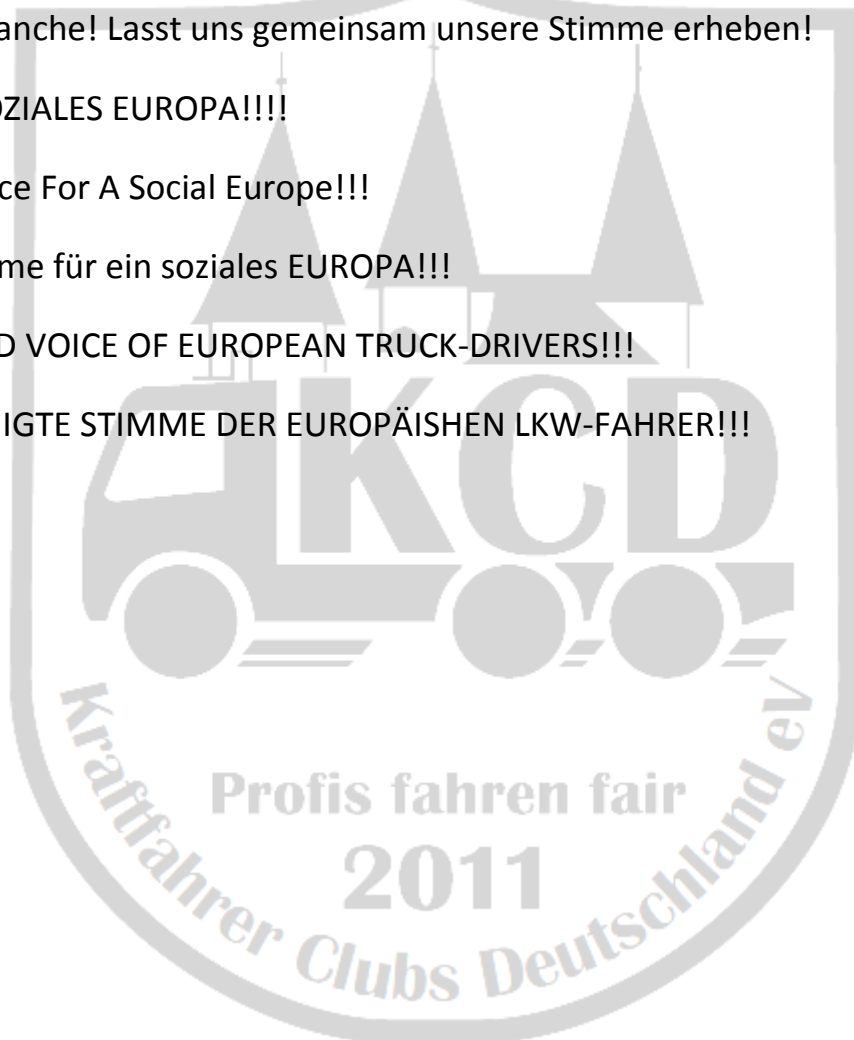 anche! Lasst uns gemeinsam unsere Stimme erheben!
OZIALES EUROPA!!!!
ce For A Social Europe!!!
me für ein soziales EUROPA!!!
D VOICE OF EUROPEAN TRUCK-DRIVERS!!!
IGTE STIMME DER EUROPÄISHEN LKW-FAHRER!!!
KCD
Profis fahren fair
2011
Kraftfahrer Clubs Deutschland eV